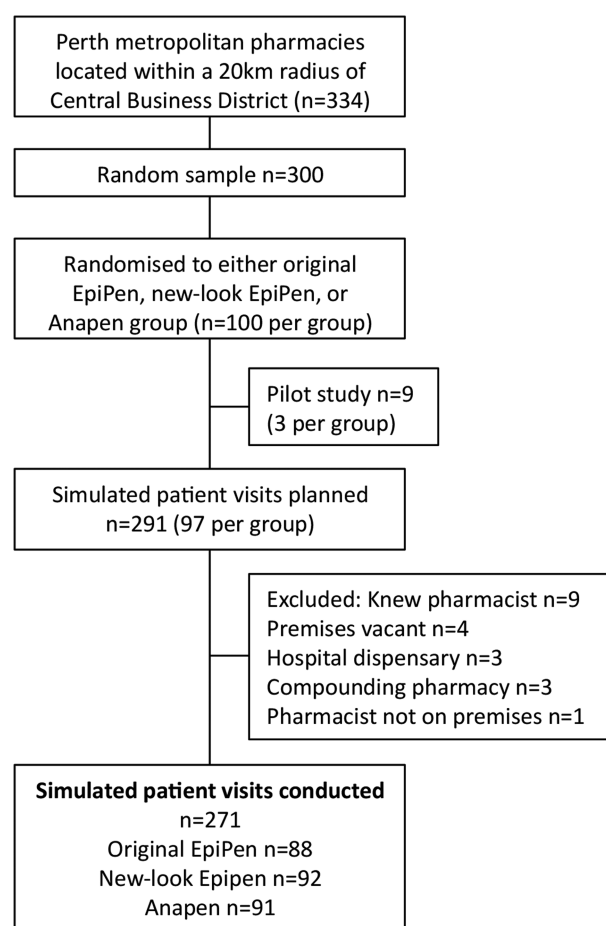 Perth metropolitan pharmacies
located within a 20km radius of
Central Business District (n=334)
Random sample n=300
Randomised to either original
EpiPen, new-look EpiPen, or
Anapen group (n=100 per group)
Pilot study n=9
(3 per group)
Simulated patient visits planned
n=291 (97 per group)
Excluded: Knew pharmacist n=9
Premises vacant n=4
Hospital dispensary n=3
Compounding pharmacy n=3
Pharmacist not on premises n=1
Simulated patient visits conducted
n=271
Original EpiPen n=88
New-look Epipen n=92
Anapen n=91